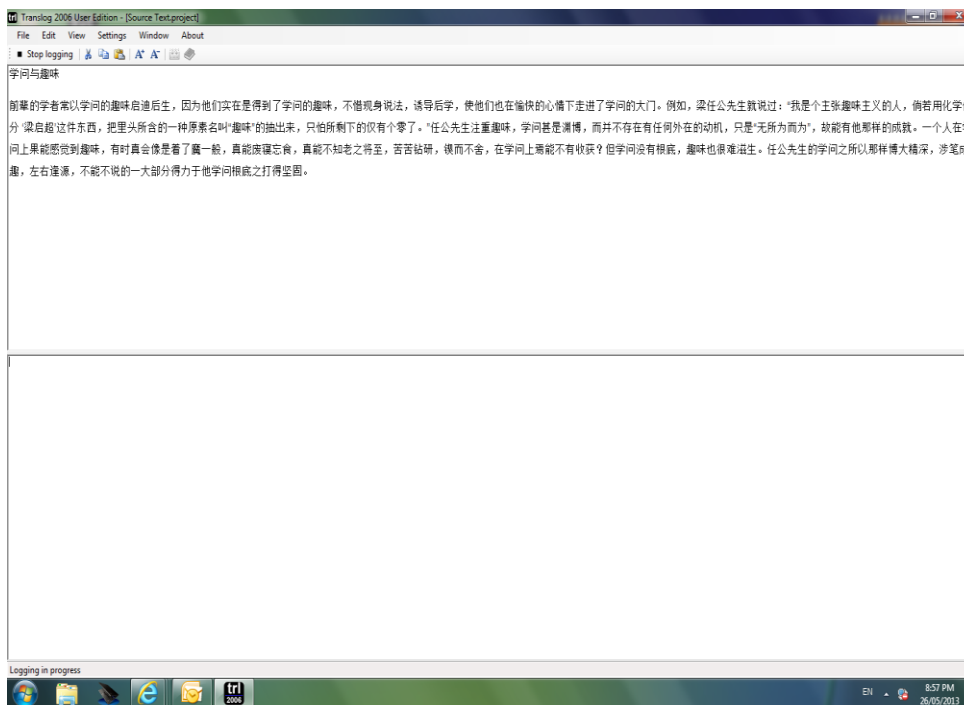 trl Translog 2006 User Edition - [Source Text.project]
File Edit View Settings Window About
Stop logging A A
学问与趣味
前辈的学者常以学问的趣味启迪后生，因为他们实在是得到了学问的趣味，不惜现身说法，诱导后学，使他们也在愉快的心情下走进了学问的大门。例如，梁任公先生就说过："我是个主张趣味主义的人，倘若用化学
分 '梁启超'这件东西，把里头所含的一种原素名叫"趣味"的抽出来，只怕所剩下的仅有个零了。"任公先生注重趣味，学问甚是渊博，而并不存在有任何外在的动机，只是"无所为而为"，故能有他那样的成就。一个人在
问上果能感觉到趣味，有时真会像是着了魔一般，真能废寝忘食，真能不知老之将至，苦苦钻研，锲而不舍，在学问上焉能不有收获？但学问没有根底，趣味也很难滋生。任公先生的学问之所以那样博大精深，涉笔成
趣，左右逢源，不能不说的一大部分得力于他学问根底之打得坚固。
Logging in progress
trl
2006
EN
8:57 PM
26/05/2013